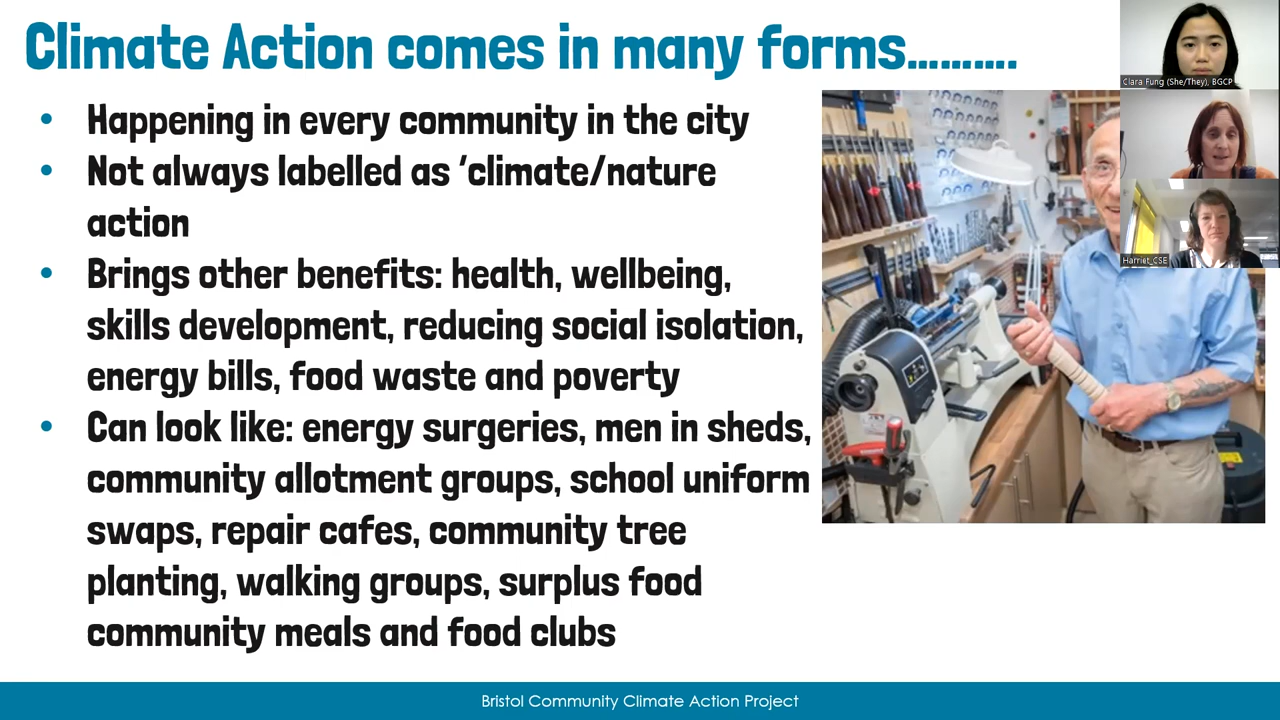 Climate Action comes in many forms..........
• Happening in every community in the city
• Not always labelled as ‘climate/nature
action
• Brings other benefits: health, wellbeing,
skills development, reducing social isolation,
energy bills, food waste and poverty
• Can look like: energy surgeries, men in sheds,
community allotment groups, school uniform
swaps, repair cafes, community tree
planting, walking groups, surplus food
community meals and food clubs
Clara Fung (She/They), BGCP
Harriet_CSE
Bristol Community Climate Action Project